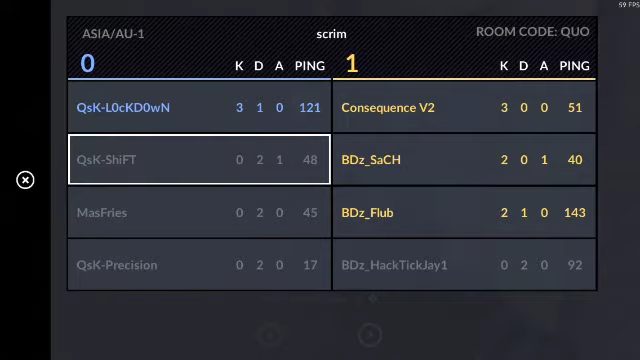 59 FPS
ASIA/AU-1 scrim ROOM CODE: QUO
0 K D A PING 1 K D A PING
QsK-L0cKD0wN 3 1 0 121 Consequence V2 3 0 0 51
QsK-ShiFT 0 2 1 48 BDz_SaCH 2 0 1 40
MasFries 0 2 0 45 BDz_Flub 2 1 0 143
QsK-Precision 0 2 0 17 BDz_HackTickJay1 0 2 0 92